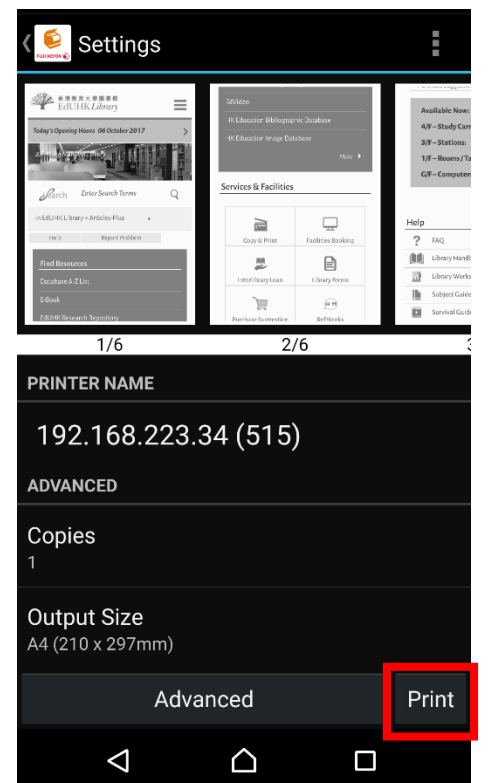 FUJI XEROX
Settings
香港教育大學圖書館
EdUHK Library
Today's Opening Hours 06 October 2017
iSearch Enter Search Terms
in EdUHK Library + Articles Plus
Help Report Problem
Find Resources
Database A-Z List
E-Book
EdUHK Research Repository
EdVideo
HK Education Bibliographic Database
HK Education Image Database
More
Services & Facilities
Copy & Print Facilities Booking
Interlibrary Loan Library Forms
Purchase Suggestion RefWorks
Available Now:
4/F – Study Carr
3/F – Stations:
1/F – Rooms / Ta
G/F – Computer
Help
? FAQ
Library Handb
Library Works
Subject Guide
Survival Guid
1/6 2/6
PRINTER NAME
192.168.223.34 (515)
ADVANCED
Copies
1
Output Size
A4 (210 x 297mm)
Advanced Print